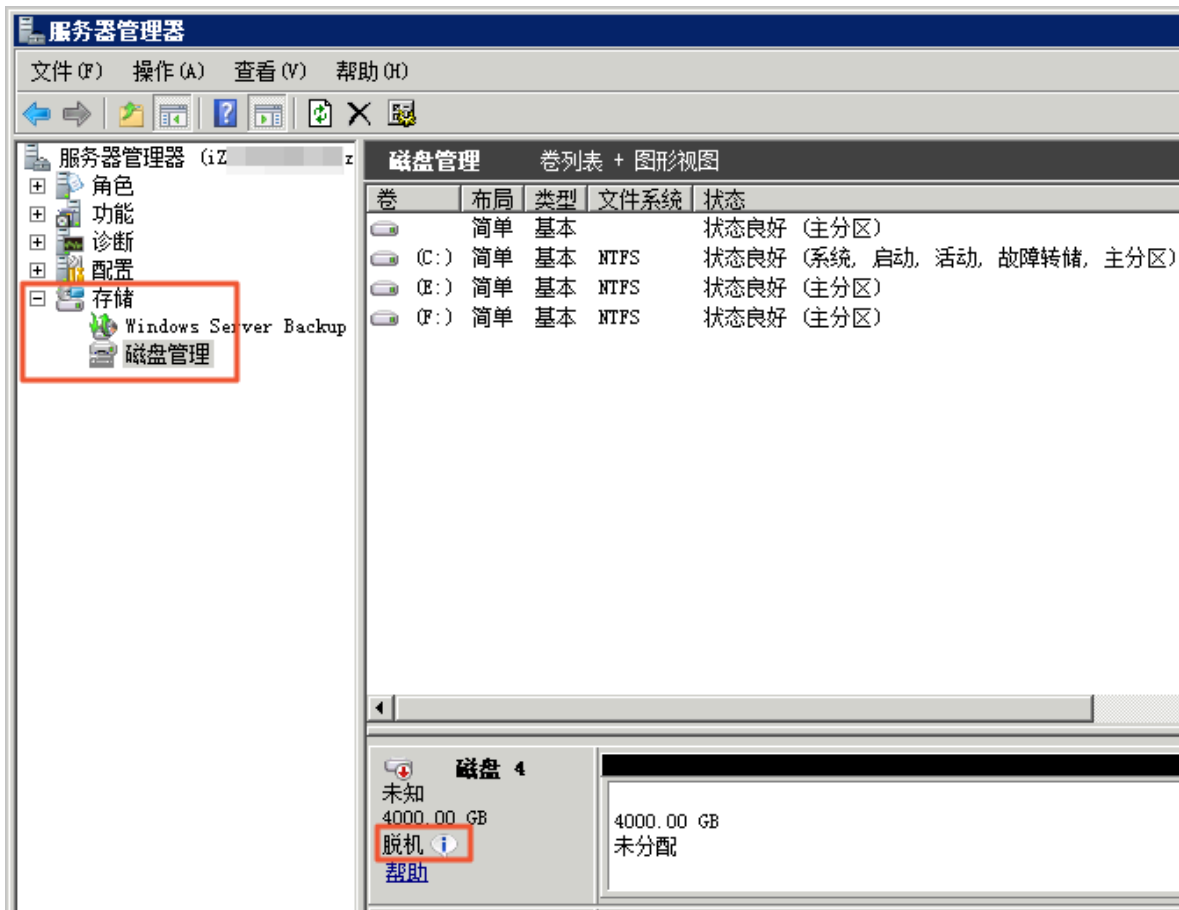 服务器管理器
文件(F) 操作(A) 查看(V) 帮助(H)
服务器管理器 (iZ z
角色
功能
诊断
配置
存储
Windows Server Backup
磁盘管理
磁盘管理 卷列表 + 图形视图
卷 布局 类型 文件系统 状态
简单 基本 状态良好 (主分区)
(C:) 简单 基本 NTFS 状态良好 (系统, 启动, 活动, 故障转储, 主分区)
(E:) 简单 基本 NTFS 状态良好 (主分区)
(F:) 简单 基本 NTFS 状态良好 (主分区)
磁盘 4
未知
4000.00 GB
脱机
帮助
4000.00 GB
未分配